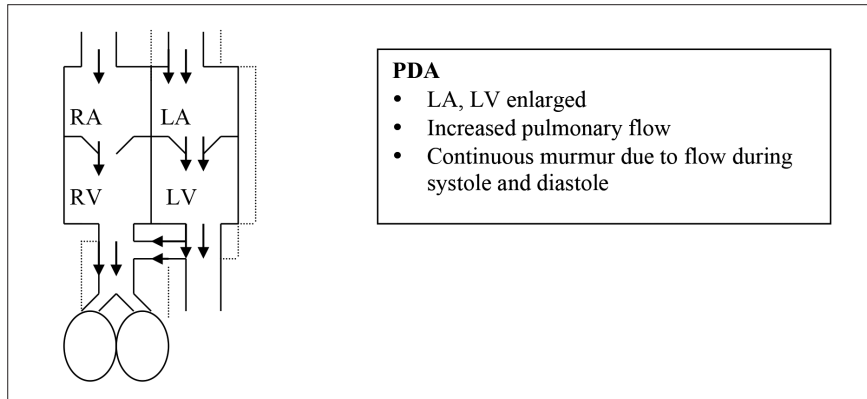 RA LA
RV LV
PDA
• LA, LV enlarged
• Increased pulmonary flow
• Continuous murmur due to flow during
systole and diastole